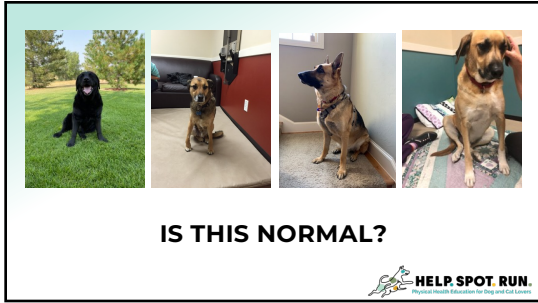 IS THIS NORMAL?
HELP. SPOT. RUN.
Physical Health Education for Dog and Cat Lovers